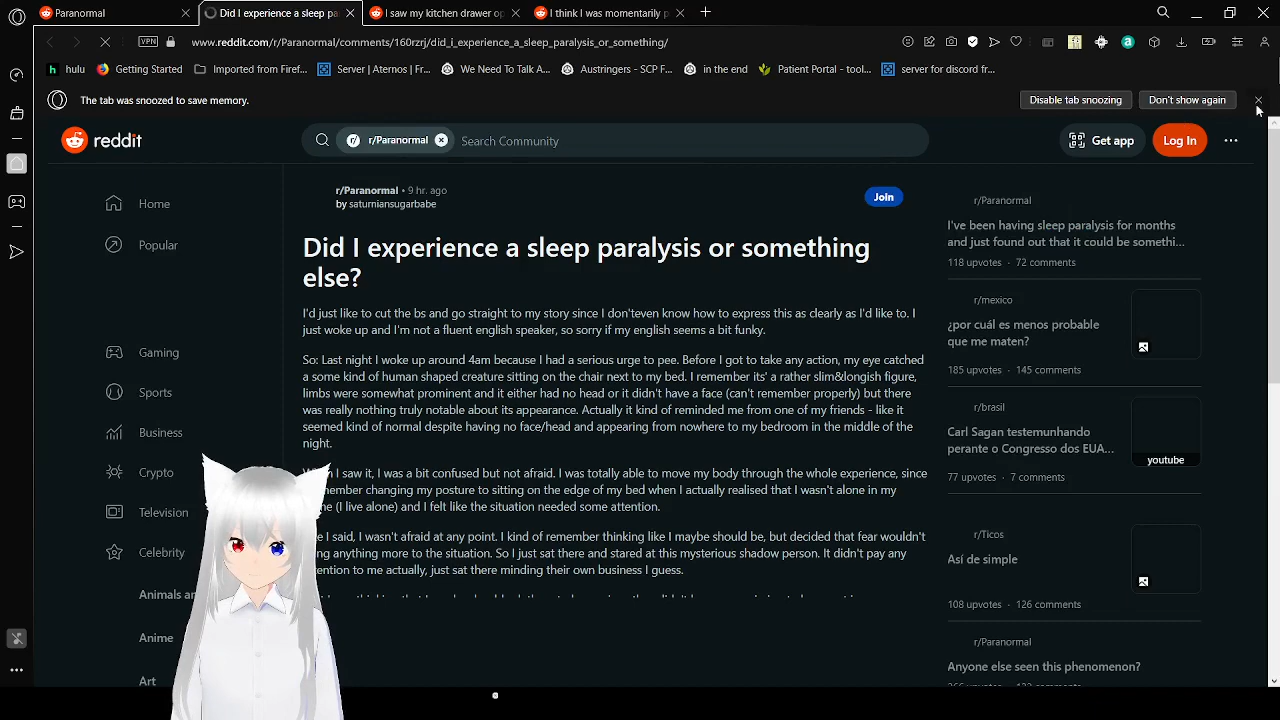 Paranormal
Did I experience a sleep pa
I saw my kitchen drawer op
I think I was momentarily p
VPN
www.reddit.com/r/Paranormal/comments/160rzrj/did_i_experience_a_sleep_paralysis_or_something/
hulu
Getting Started
Imported from Firef...
Server | Aternos | Fr...
We Need To Talk A...
Austringers - SCP F...
in the end
Patient Portal - tool...
server for discord fr...
The tab was snoozed to save memory.
Disable tab snoozing
Don't show again
reddit
r/Paranormal
Search Community
Get app
Log In
Home
Popular
Gaming
Sports
Business
Crypto
Television
Celebrity
Animals an
Anime
Art
r/Paranormal • 9 hr. ago
by saturniansugarbabe
Join
Did I experience a sleep paralysis or something
else?
I'd just like to cut the bs and go straight to my story since I don'teven know how to express this as clearly as I'd like to. I
just woke up and I'm not a fluent english speaker, so sorry if my english seems a bit funky.
So: Last night I woke up around 4am because I had a serious urge to pee. Before I got to take any action, my eye catched
a some kind of human shaped creature sitting on the chair next to my bed. I remember its' a rather slim&longish figure,
limbs were somewhat prominent and it either had no head or it didn't have a face (can't remember properly) but there
was really nothing truly notable about its appearance. Actually it kind of reminded me from one of my friends - like it
seemed kind of normal despite having no face/head and appearing from nowhere to my bedroom in the middle of the
night.
I saw it, I was a bit confused but not afraid. I was totally able to move my body through the whole experience, since
member changing my posture to sitting on the edge of my bed when I actually realised that I wasn't alone in my
e (I live alone) and I felt like the situation needed some attention.
e I said, I wasn't afraid at any point. I kind of remember thinking like I maybe should be, but decided that fear wouldn't
ng anything more to the situation. So I just sat there and stared at this mysterious shadow person. It didn't pay any
tention to me actually, just sat there minding their own business I guess.
r/Paranormal
I've been having sleep paralysis for months
and just found out that it could be somethi...
118 upvotes · 72 comments
r/mexico
¿por cuál es menos probable
que me maten?
185 upvotes · 145 comments
r/brasil
Carl Sagan testemunhando
perante o Congresso dos EUA...
youtube
77 upvotes · 7 comments
r/Ticos
Así de simple
108 upvotes · 126 comments
r/Paranormal
Anyone else seen this phenomenon?